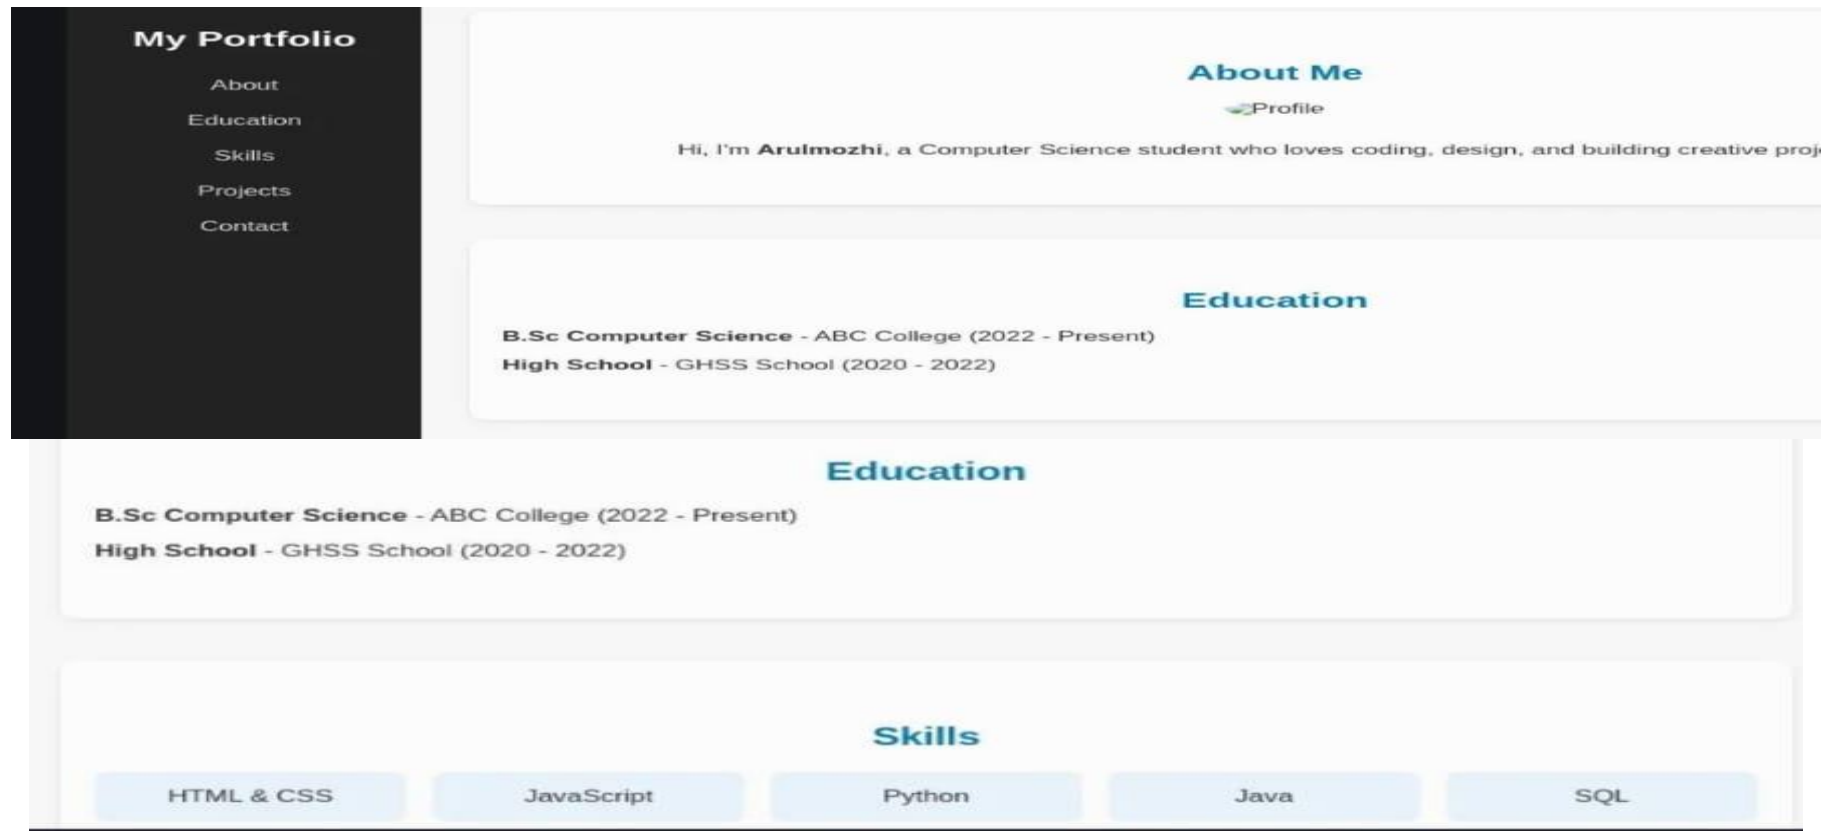 My Portfolio
About
Education
Skills
Projects
Contact
About Me
Profile
Hi, I'm Arulmozhi, a Computer Science student who loves coding, design, and building creative
Education
B.Sc Computer Science - ABC College (2022 - Present)
High School - GHSS School (2020 - 2022)
Education
B.Sc Computer Science - ABC College (2022 - Present)
High School - GHSS School (2020 - 2022)
Skills
HTML & CSS JavaScript Python Java SQL